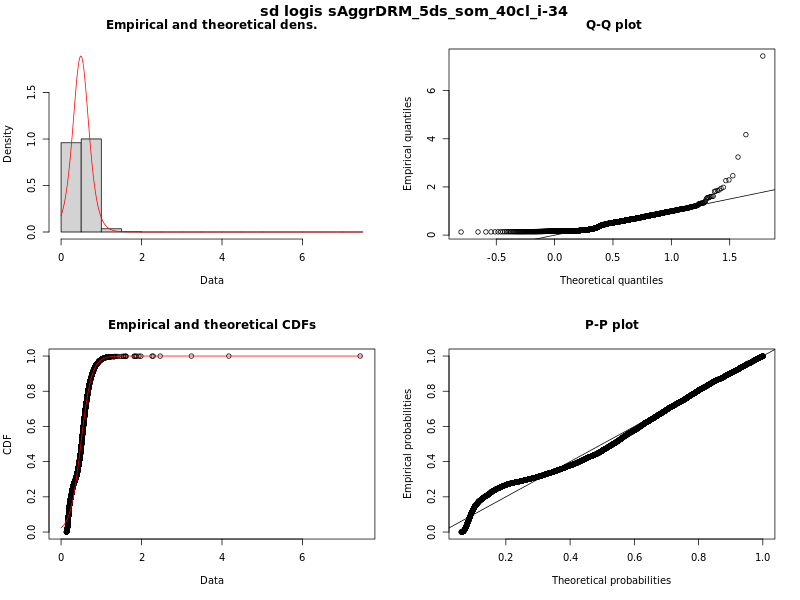 sd logis sAggrDRM_5ds_som_40cl_i-34
Empirical and theoretical dens.
Density
0.0 0.5 1.0 1.5
0 2 4 6
Data
Q-Q plot
Empirical quantiles
0 2 4 6
-0.5 0.0 0.5 1.0 1.5
Theoretical quantiles
Empirical and theoretical CDFs
CDF
0.0 0.2 0.4 0.6 0.8 1.0
0 2 4 6
Data
P-P plot
Empirical probabilities
0.0 0.2 0.4 0.6 0.8 1.0
0.2 0.4 0.6 0.8 1.0
Theoretical probabilities